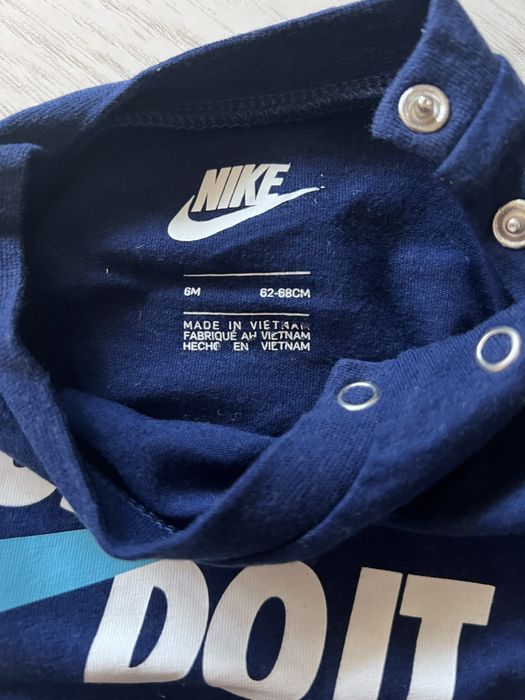 NIKE
6M 62-68CM
MADE IN VIETNAM
FABRIQUÉ AU VIETNAM
HECHO EN VIETNAM
DO IT